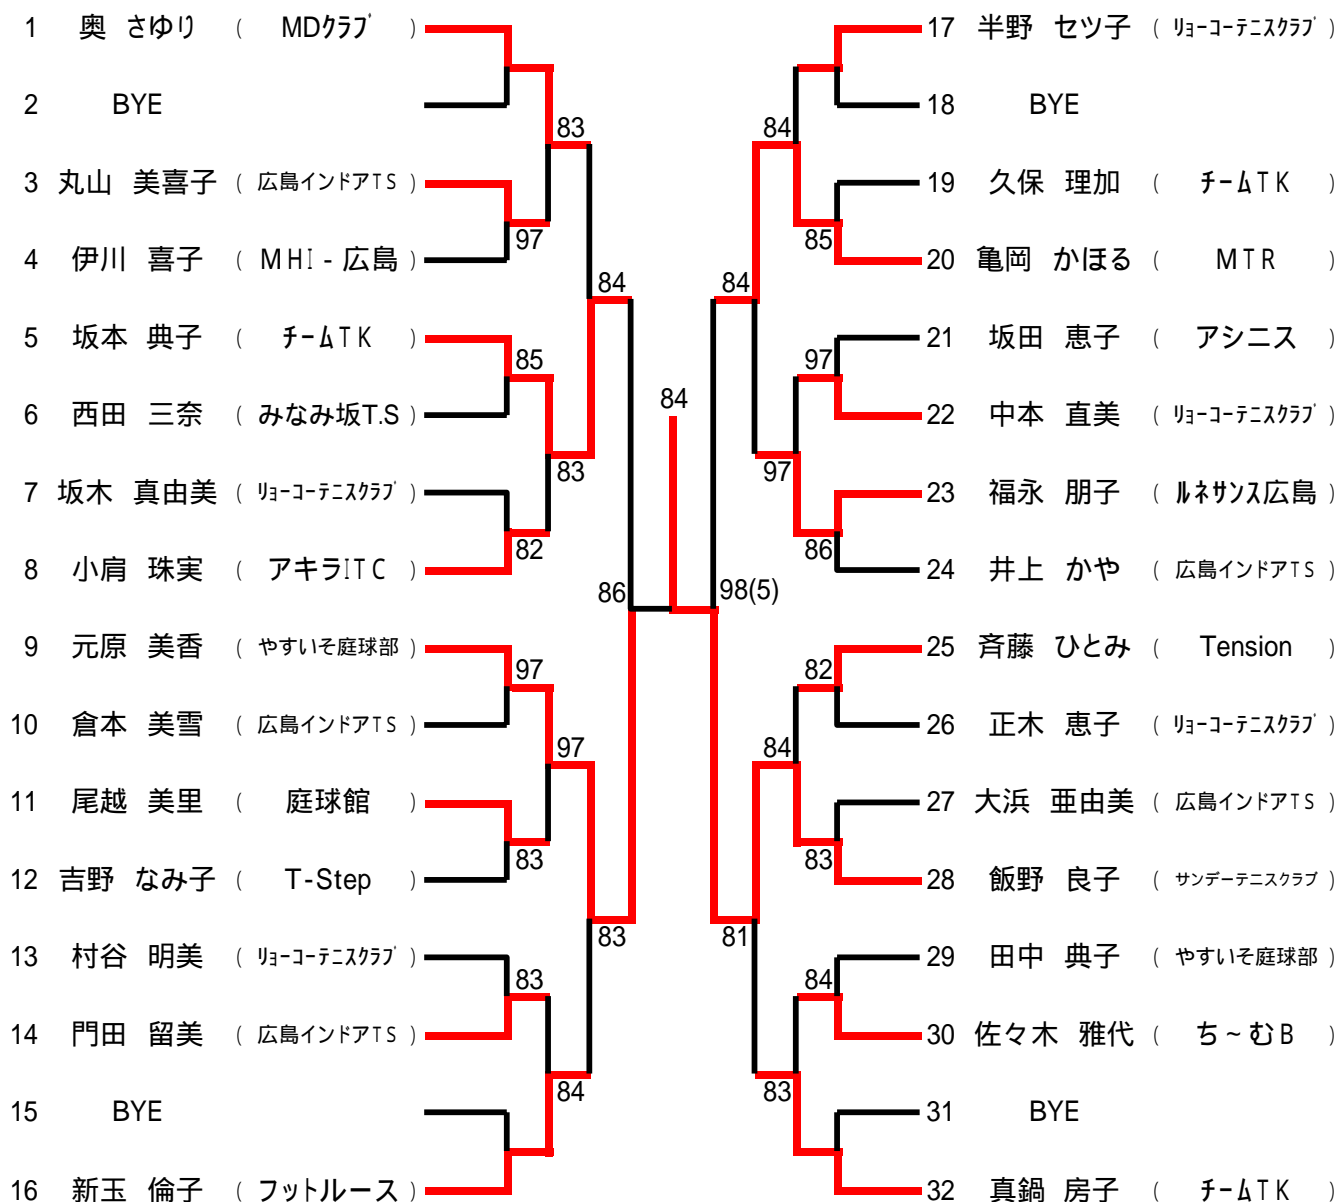 1 奥 さゆり ( MDｸﾗﾌﾞ )
2 BYE
83
3 丸山 美喜子 ( 広島インドアTS )
97
4 伊川 喜子 ( MHI - 広島 )
84
5 坂本 典子 ( ﾁｰﾑTK )
85
6 西田 三奈 ( みなみ坂T.S )
83
7 坂木 真由美 ( ﾘｮｰｺｰﾃﾆｽｸﾗﾌﾞ )
82
8 小肩 珠実 ( アキラITC )
86
9 元原 美香 ( やすいそ庭球部 )
97
10 倉本 美雪 ( 広島インドアTS )
97
11 尾越 美里 ( 庭球館 )
83
12 吉野 なみ子 ( T-Step )
83
13 村谷 明美 ( ﾘｮｰｺｰﾃﾆｽｸﾗﾌﾞ )
83
14 門田 留美 ( 広島インドアTS )
84
15 BYE
16 新玉 倫子 ( フットルース )
84
17 半野 セツ子 ( ﾘｮｰｺｰﾃﾆｽｸﾗﾌﾞ )
18 BYE
84
19 久保 理加 ( ﾁｰﾑTK )
85
20 亀岡 かほる ( MTR )
84
21 坂田 恵子 ( アシニス )
97
22 中本 直美 ( ﾘｮｰｺｰﾃﾆｽｸﾗﾌﾞ )
97
23 福永 朋子 ( ﾙﾈｻﾝｽ広島 )
86
24 井上 かや ( 広島インドアTS )
98(5)
25 斉藤 ひとみ ( Tension )
82
26 正木 恵子 ( ﾘｮｰｺｰﾃﾆｽｸﾗﾌﾞ )
84
27 大浜 亜由美 ( 広島インドアTS )
83
28 飯野 良子 ( サンデーテニスクラブ )
81
29 田中 典子 ( やすいそ庭球部 )
84
30 佐々木 雅代 ( ち～むB )
83
31 BYE
32 真鍋 房子 ( ﾁｰﾑTK )